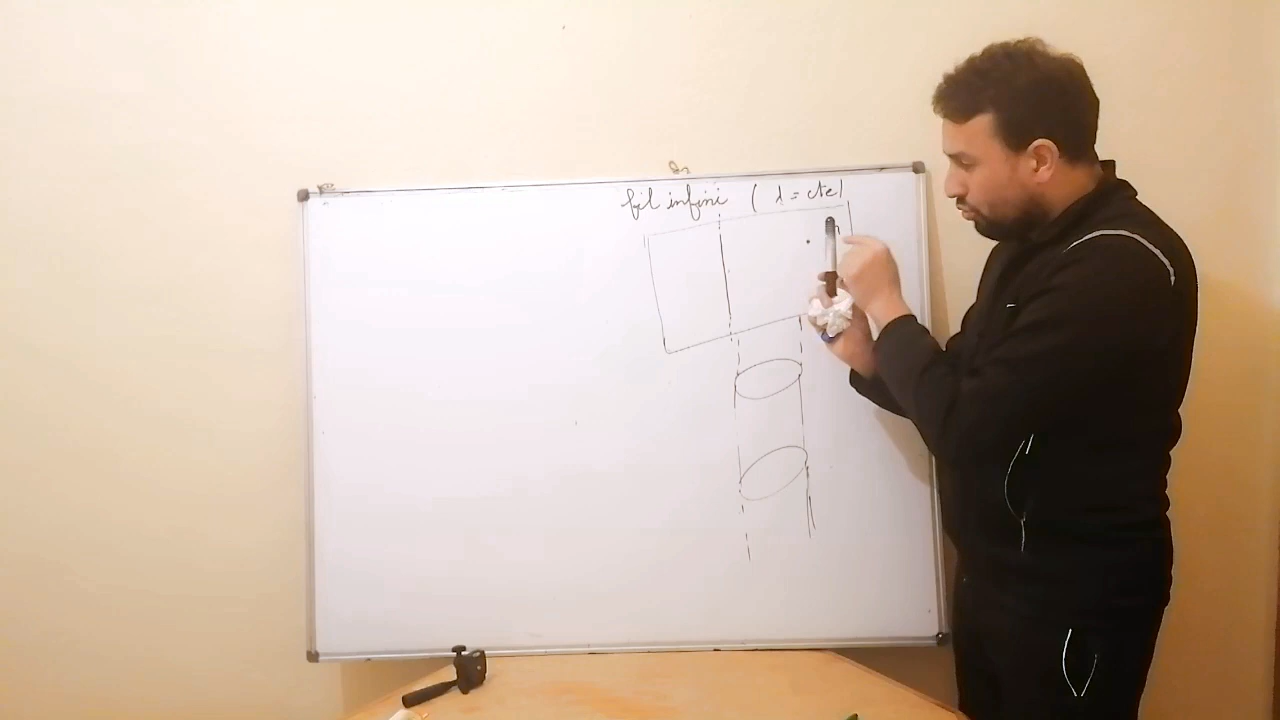 fil infini ( λ = cte)